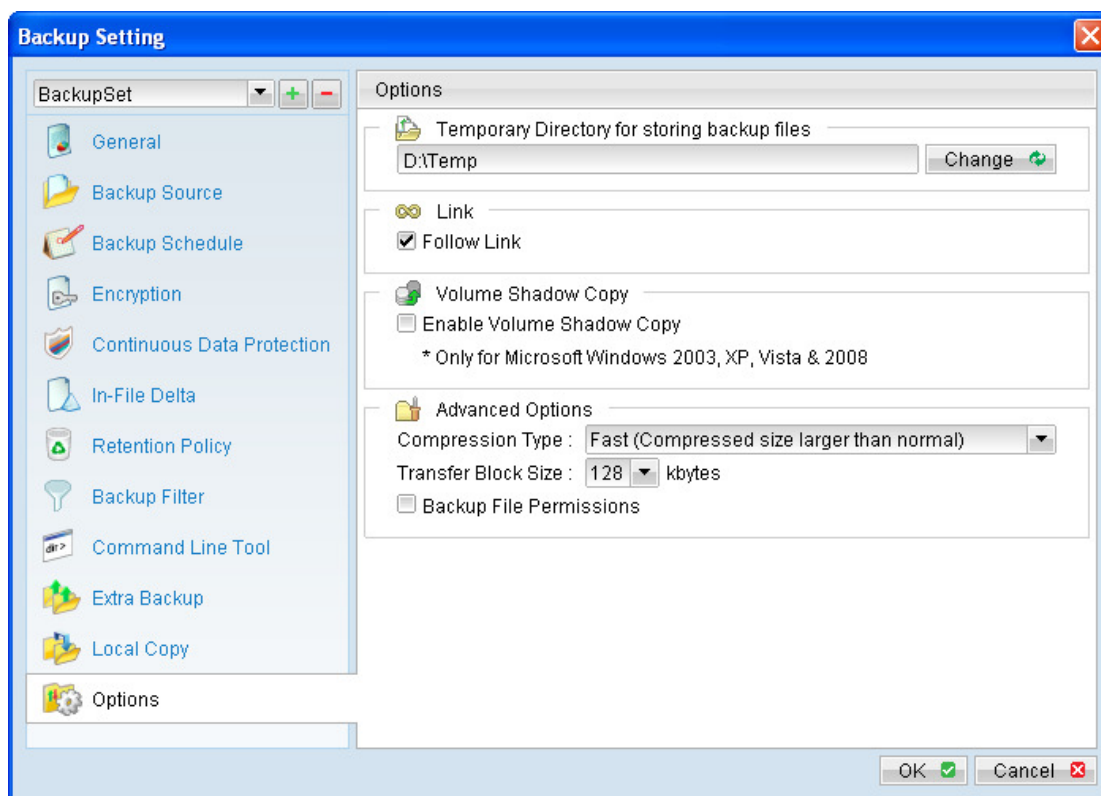 Backup Setting
BackupSet
General
Backup Source
Backup Schedule
Encryption
Continuous Data Protection
In-File Delta
Retention Policy
Backup Filter
dir>
Command Line Tool
Extra Backup
Local Copy
Options
Options
Temporary Directory for storing backup files
D:\Temp
Change
Link
Follow Link
Volume Shadow Copy
Enable Volume Shadow Copy
* Only for Microsoft Windows 2003, XP, Vista & 2008
Advanced Options
Compression Type : Fast (Compressed size larger than normal)
Transfer Block Size : 128 kbytes
Backup File Permissions
OK
Cancel